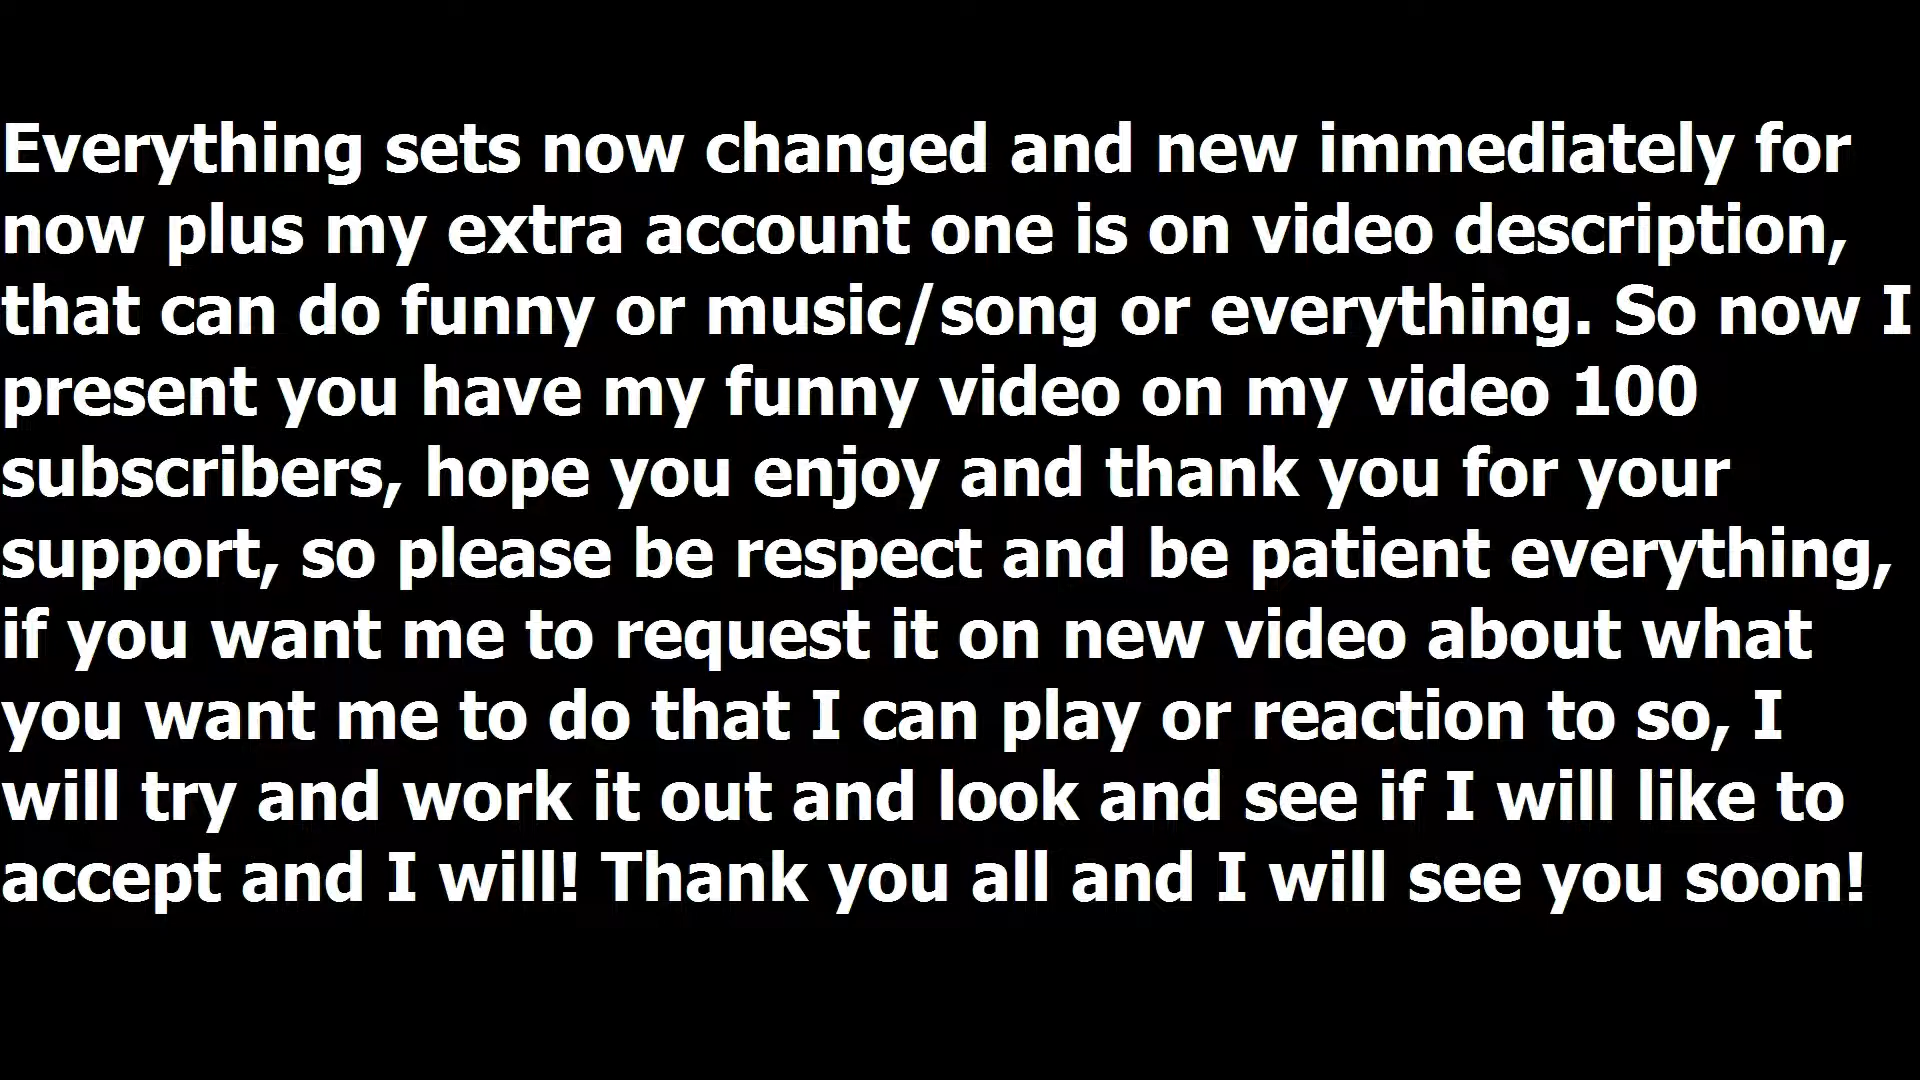 Everything sets now changed and new immediately for
now plus my extra account one is on video description,
that can do funny or music/song or everything. So now I
present you have my funny video on my video 100
subscribers, hope you enjoy and thank you for your
support, so please be respect and be patient everything,
if you want me to request it on new video about what
you want me to do that I can play or reaction to so, I
will try and work it out and look and see if I will like to
accept and I will! Thank you all and I will see you soon!